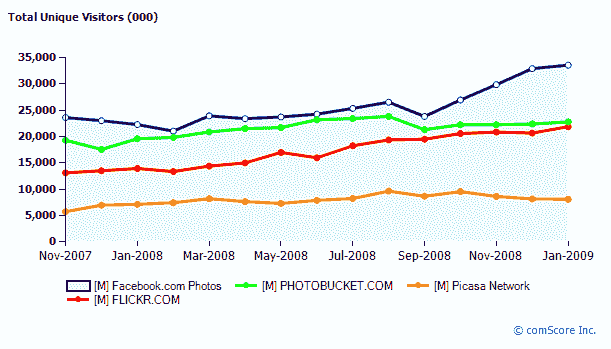 Total Unique Visitors (000)
35,000
30,000
25,000
20,000
15,000
10,000
5,000
0
Nov-2007 Jan-2008 Mar-2008 May-2008 Jul-2008 Sep-2008 Nov-2008 Jan-2009
[M] Facebook.com Photos [M] PHOTOBUCKET.COM [M] Picasa Network
[M] FLICKR.COM
© comScore Inc.